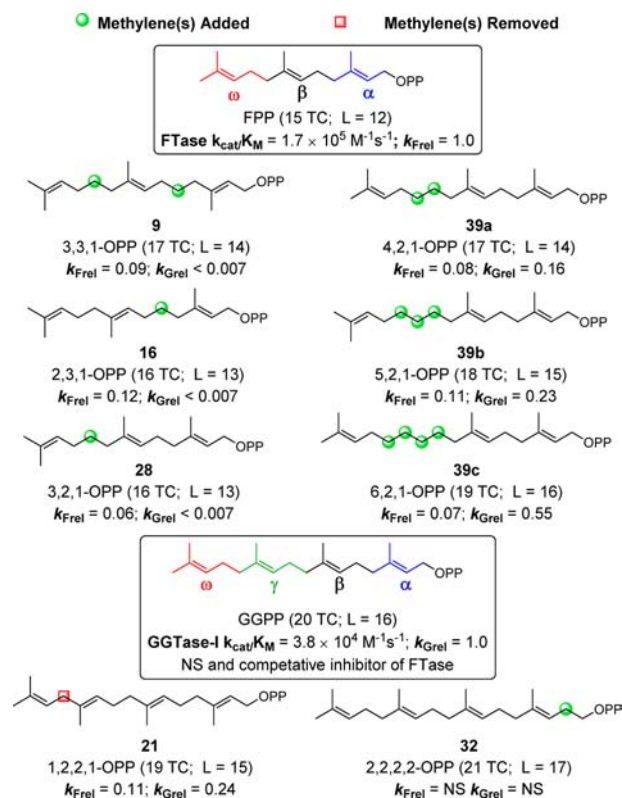 Methylene(s) Added
Methylene(s) Removed
OPP
ω β α
FPP (15 TC; L = 12)
FTase kcat/KM = 1.7 × 10⁵ M⁻¹s⁻¹; kFrel = 1.0
OPP
9
3,3,1-OPP (17 TC; L = 14)
kFrel = 0.09; kGrel < 0.007
OPP
39a
4,2,1-OPP (17 TC; L = 14)
kFrel = 0.08; kGrel = 0.16
OPP
16
2,3,1-OPP (16 TC; L = 13)
kFrel = 0.12; kGrel < 0.007
OPP
39b
5,2,1-OPP (18 TC; L = 15)
kFrel = 0.11; kGrel = 0.23
OPP
28
3,2,1-OPP (16 TC; L = 13)
kFrel = 0.06; kGrel < 0.007
OPP
39c
6,2,1-OPP (19 TC; L = 16)
kFrel = 0.07; kGrel = 0.55
OPP
ω γ β α
GGPP (20 TC; L = 16)
GGTase-I kcat/KM = 3.8 × 10⁴ M⁻¹s⁻¹; kGrel = 1.0
NS and competative inhibitor of FTase
OPP
21
1,2,2,1-OPP (19 TC; L = 15)
kFrel = 0.11; kGrel = 0.24
OPP
32
2,2,2,2-OPP (21 TC; L = 17)
kFrel = NS kGrel = NS